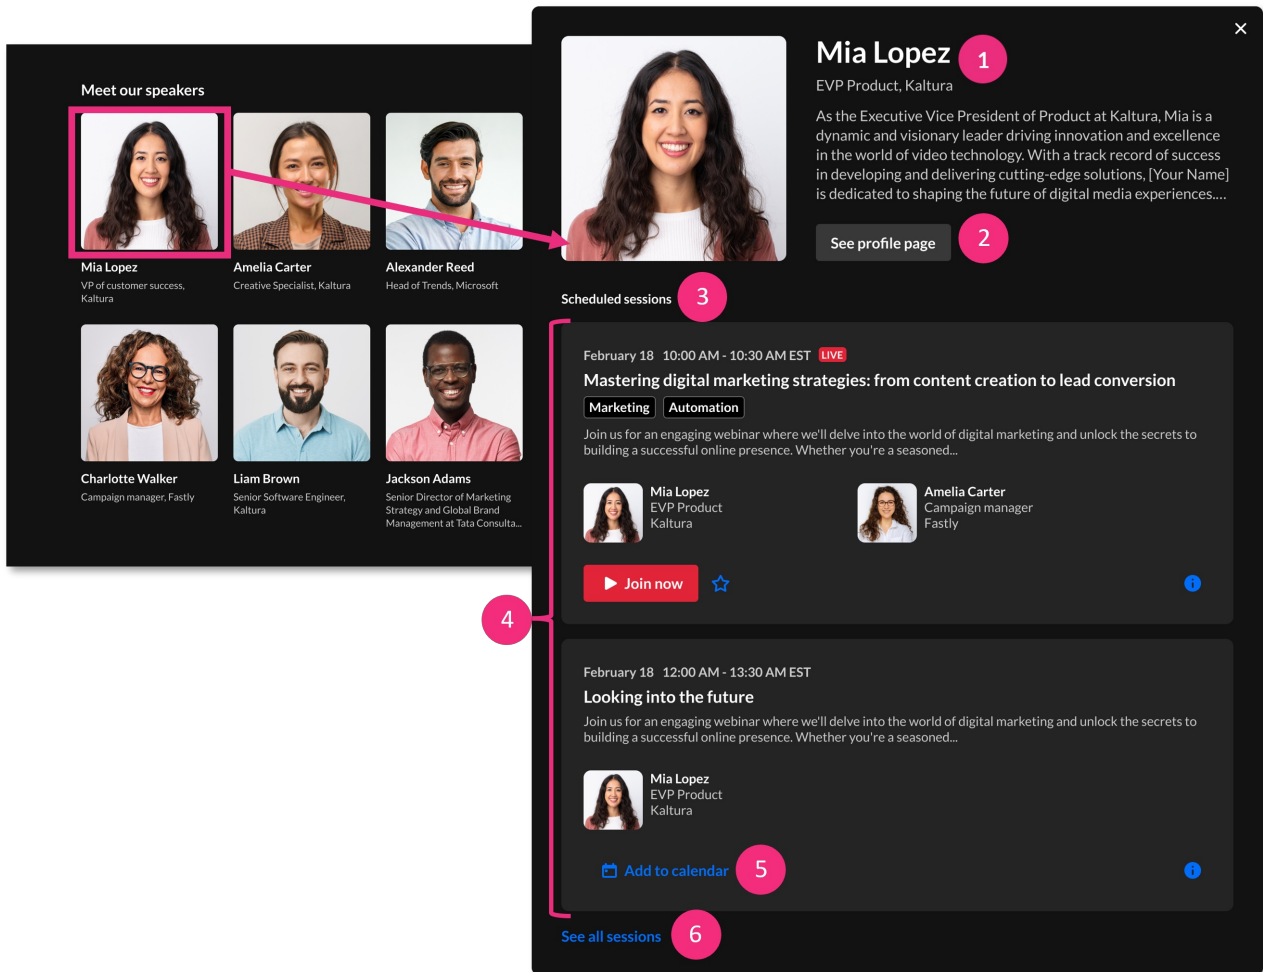 Meet our speakers
Mia Lopez
VP of customer success,
Kaltura
Amelia Carter
Creative Specialist, Kaltura
Alexander Reed
Head of Trends, Microsoft
Charlotte Walker
Campaign manager, Fastly
Liam Brown
Senior Software Engineer,
Kaltura
Jackson Adams
Senior Director of Marketing
Strategy and Global Brand
Management at Tata Consulta...
Mia Lopez 1
EVP Product, Kaltura
As the Executive Vice President of Product at Kaltura, Mia is a
dynamic and visionary leader driving innovation and excellence
in the world of video technology. With a track record of success
in developing and delivering cutting-edge solutions, [Your Name]
is dedicated to shaping the future of digital media experiences....
See profile page 2
Scheduled sessions 3
4
February 18 10:00 AM - 10:30 AM EST LIVE
Mastering digital marketing strategies: from content creation to lead conversion
Marketing Automation
Join us for an engaging webinar where we'll delve into the world of digital marketing and unlock the secrets to
building a successful online presence. Whether you're a seasoned...
Mia Lopez
EVP Product
Kaltura
Amelia Carter
Campaign manager
Fastly
Join now
February 18 12:00 AM - 13:30 AM EST
Looking into the future
Join us for an engaging webinar where we'll delve into the world of digital marketing and unlock the secrets to
building a successful online presence. Whether you're a seasoned...
Mia Lopez
EVP Product
Kaltura
Add to calendar 5
See all sessions 6